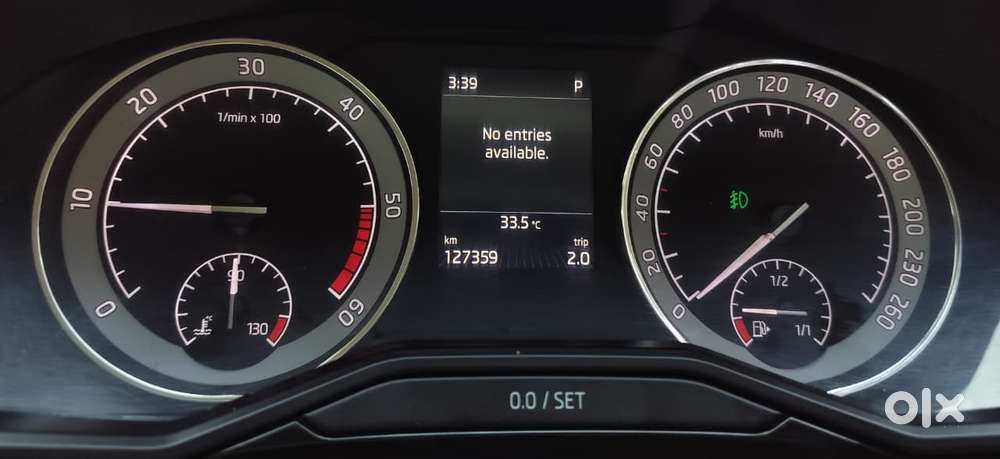 0
10
20
30
40
50
60
1/min x 100
90
130
3:39 P
No entries
available.
33.5 °C
km trip
127359 2.0
0
20
40
60
80
100
120
140
160
180
200
230
260
km/h
1/2
1/1
0.0 / SET
olx